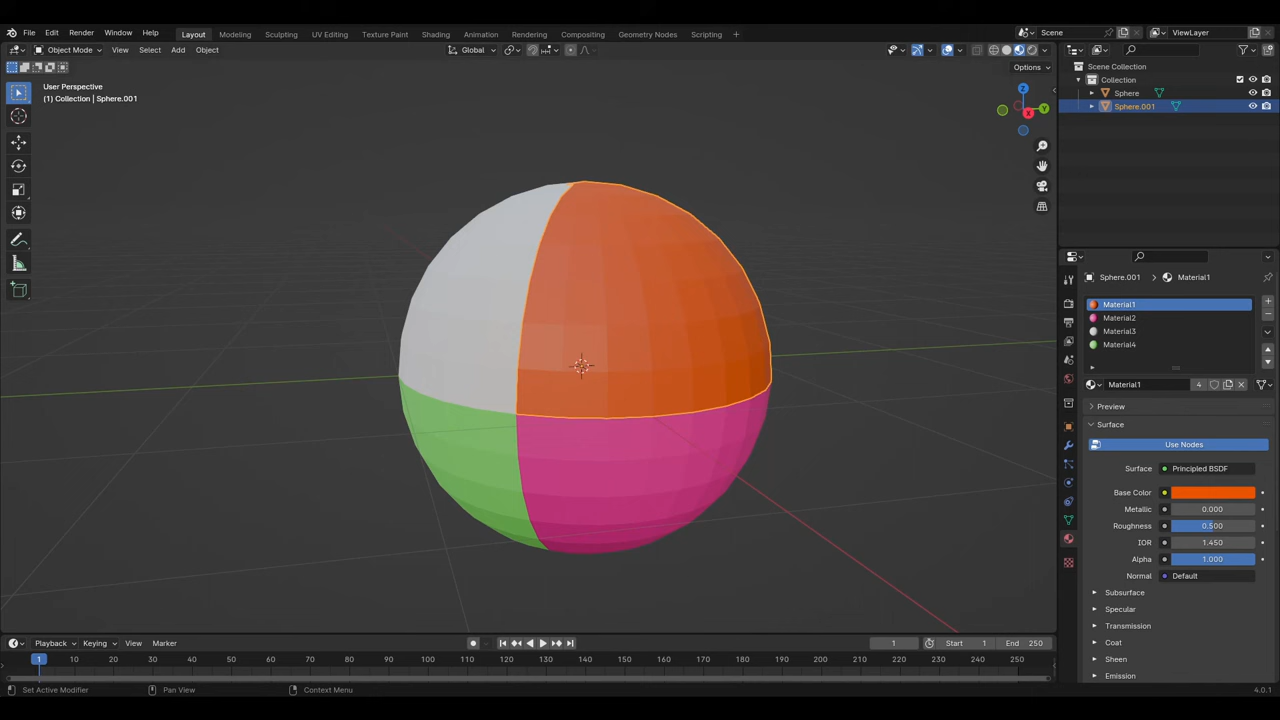 File Edit Render Window Help Layout Modeling Sculpting UV Editing Texture Paint Shading Animation Rendering Compositing Geometry Nodes Scripting + Scene ViewLayer
Object Mode View Select Add Object Global
Options
User Perspective
(1) Collection | Sphere.001
Z
Y
X
Scene Collection
Collection
Sphere
Sphere.001
Sphere.001 > Material1
Material1
Material2
Material3
Material4
Material1 4
Preview
Surface
Use Nodes
Surface Principled BSDF
Base Color
Metallic 0.000
Roughness 0.500
IOR 1.450
Alpha 1.000
Normal Default
Subsurface
Specular
Transmission
Coat
Sheen
Emission
Playback Keying View Marker 1 Start 1 End 250
1 10 20 30 40 50 60 70 80 90 100 110 120 130 140 150 160 170 180 190 200 210 220 230 240 250
Set Active Modifier Pan View Context Menu 4.0.1